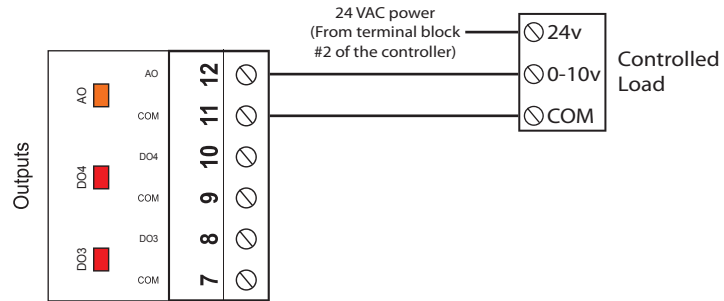 24 VAC power
(From terminal block
#2 of the controller)
24v
0-10v
COM
Controlled
Load
Outputs
AO
AO
12
COM
11
DO4
DO4
10
COM
9
DO3
DO3
8
COM
7